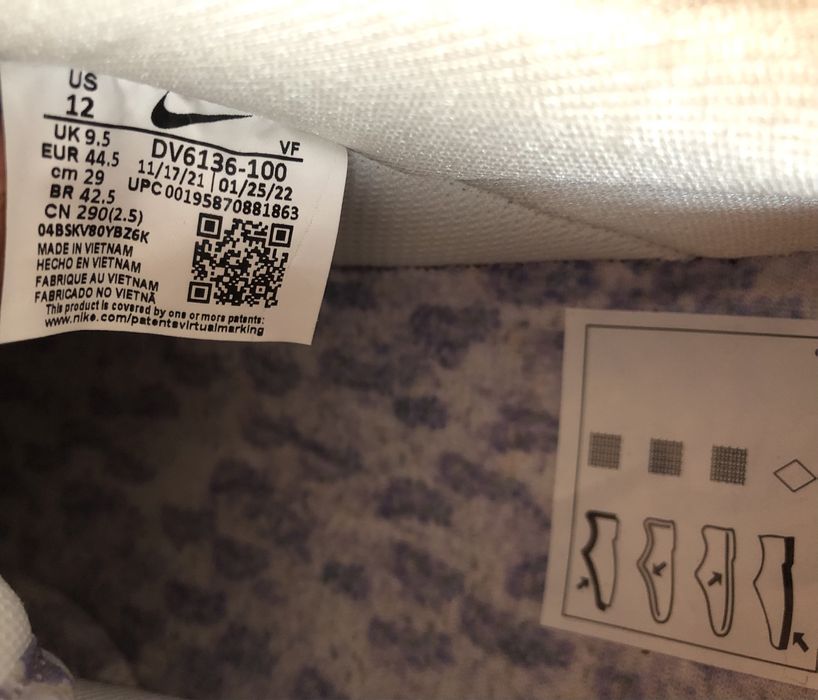 US
12
UK 9.5
VF
EUR 44.5
DV6136-100
cm 29
11/17/21 | 01/25/22
BR 42.5
UPC 00195870881863
CN 290(2.5)
04BSKV80YBZ6K
MADE IN VIETNAM
HECHO EN VIETNAM
FABRIQUE AU VIETNAM
FABRICADO NO VIETNÃ
This product is covered by one or more patents:
www.nike.com/patentsvirtualmarking